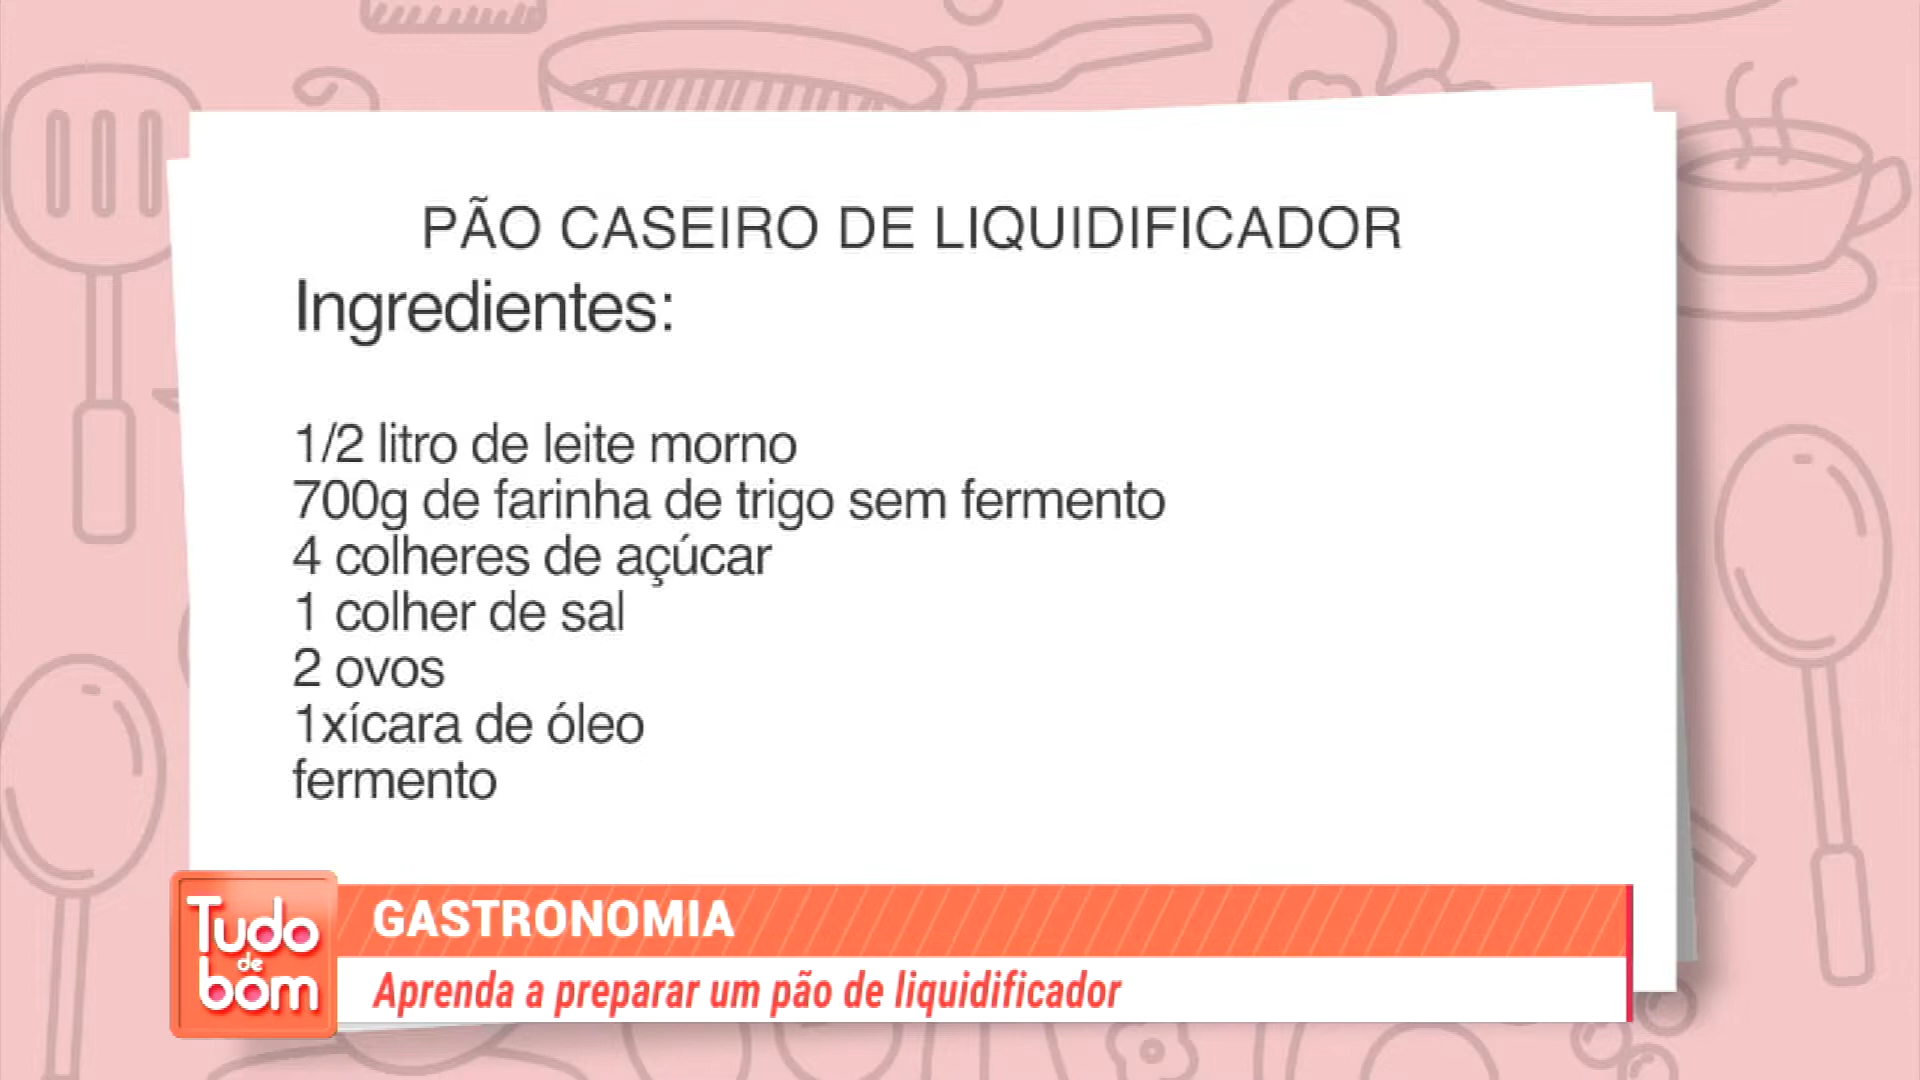 PÃO CASEIRO DE LIQUIDIFICADOR
Ingredientes:
1/2 litro de leite morno
700g de farinha de trigo sem fermento
4 colheres de açúcar
1 colher de sal
2 ovos
1xícara de óleo
fermento
Tudo
de
bom
GASTRONOMIA
Aprenda a preparar um pão de liquidificador